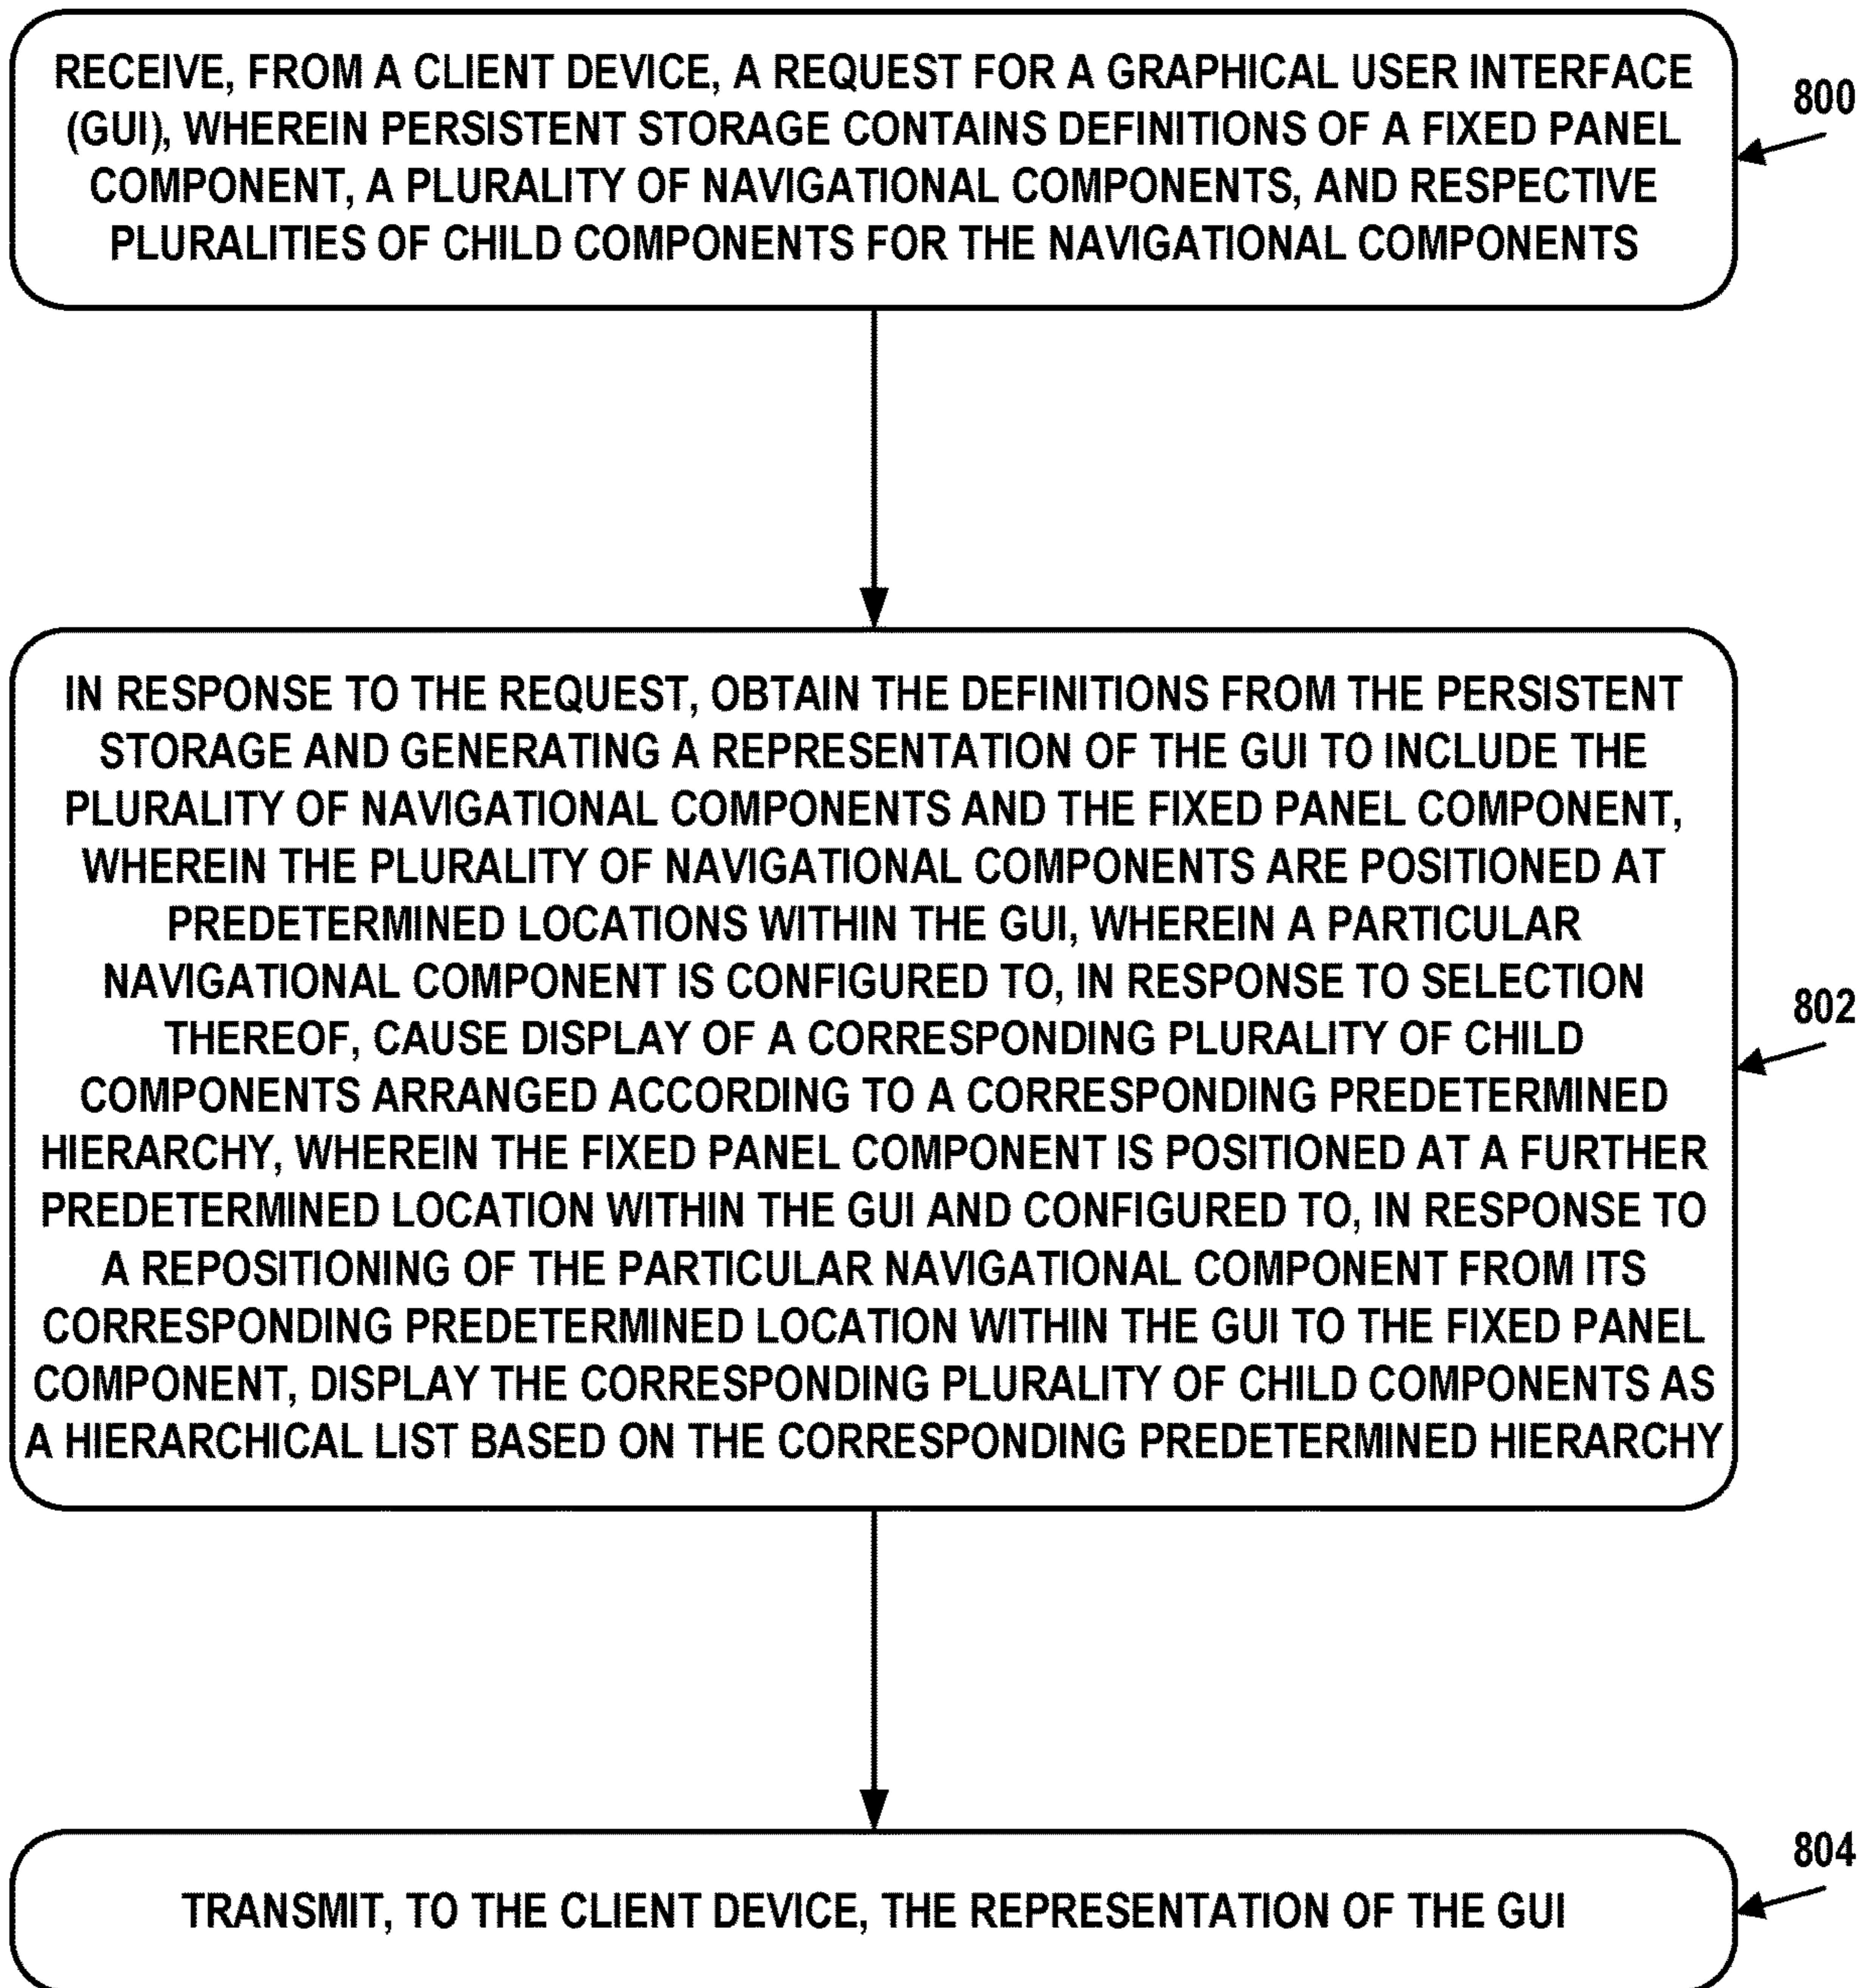 RECEIVE, FROM A CLIENT DEVICE, A REQUEST FOR A GRAPHICAL USER INTERFACE
(GUI), WHEREIN PERSISTENT STORAGE CONTAINS DEFINITIONS OF A FIXED PANEL
COMPONENT, A PLURALITY OF NAVIGATIONAL COMPONENTS, AND RESPECTIVE
PLURALITIES OF CHILD COMPONENTS FOR THE NAVIGATIONAL COMPONENTS
800
IN RESPONSE TO THE REQUEST, OBTAIN THE DEFINITIONS FROM THE PERSISTENT
STORAGE AND GENERATING A REPRESENTATION OF THE GUI TO INCLUDE THE
PLURALITY OF NAVIGATIONAL COMPONENTS AND THE FIXED PANEL COMPONENT,
WHEREIN THE PLURALITY OF NAVIGATIONAL COMPONENTS ARE POSITIONED AT
PREDETERMINED LOCATIONS WITHIN THE GUI, WHEREIN A PARTICULAR
NAVIGATIONAL COMPONENT IS CONFIGURED TO, IN RESPONSE TO SELECTION
THEREOF, CAUSE DISPLAY OF A CORRESPONDING PLURALITY OF CHILD
COMPONENTS ARRANGED ACCORDING TO A CORRESPONDING PREDETERMINED
HIERARCHY, WHEREIN THE FIXED PANEL COMPONENT IS POSITIONED AT A FURTHER
PREDETERMINED LOCATION WITHIN THE GUI AND CONFIGURED TO, IN RESPONSE TO
A REPOSITIONING OF THE PARTICULAR NAVIGATIONAL COMPONENT FROM ITS
CORRESPONDING PREDETERMINED LOCATION WITHIN THE GUI TO THE FIXED PANEL
COMPONENT, DISPLAY THE CORRESPONDING PLURALITY OF CHILD COMPONENTS AS
A HIERARCHICAL LIST BASED ON THE CORRESPONDING PREDETERMINED HIERARCHY
802
TRANSMIT, TO THE CLIENT DEVICE, THE REPRESENTATION OF THE GUI
804